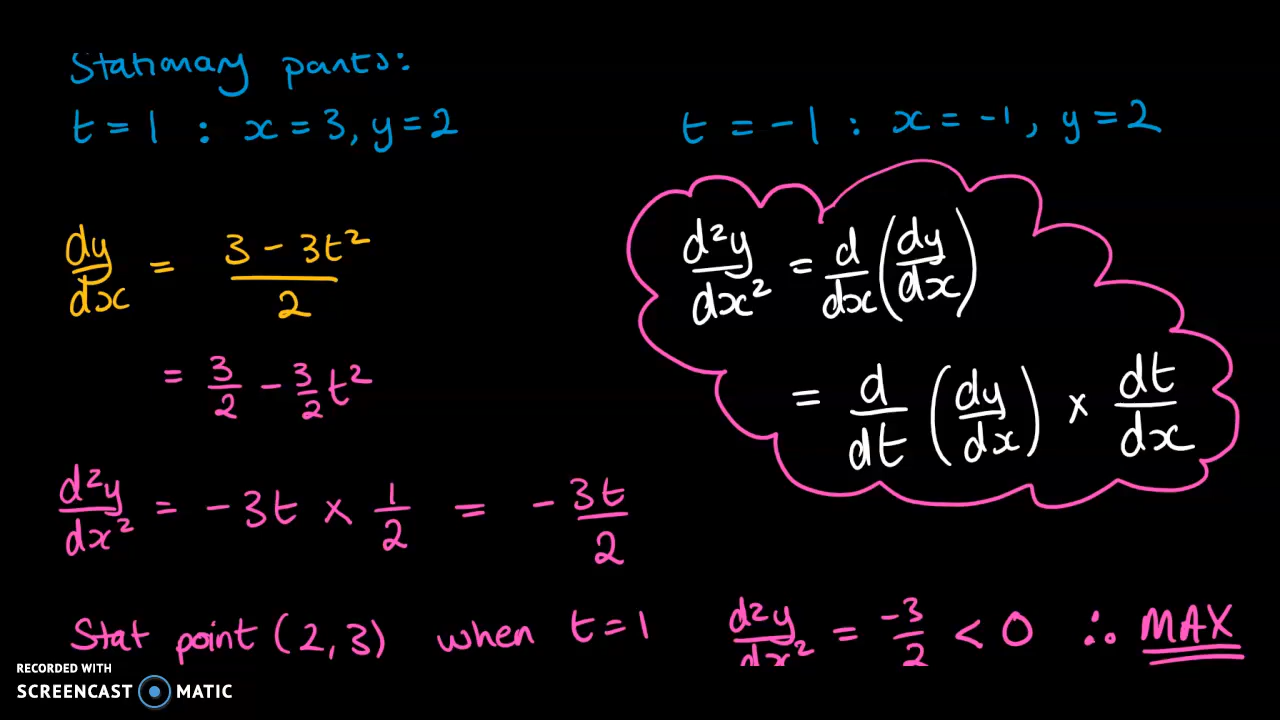 Stationary points:
t = 1 : x = 3, y = 2
t = -1 : x = -1, y = 2
dy/dx = (3 - 3t²)/2
= 3/2 - 3/2 t²
d²y/dx² = d/dx (dy/dx)
= d/dt (dy/dx) × dt/dx
d²y/dx² = -3t × 1/2 = -3t/2
Stat point (2, 3) when t = 1 d²y/dx² = -3/2 < 0 ∴ MAX
RECORDED WITH
SCREENCAST MATIC